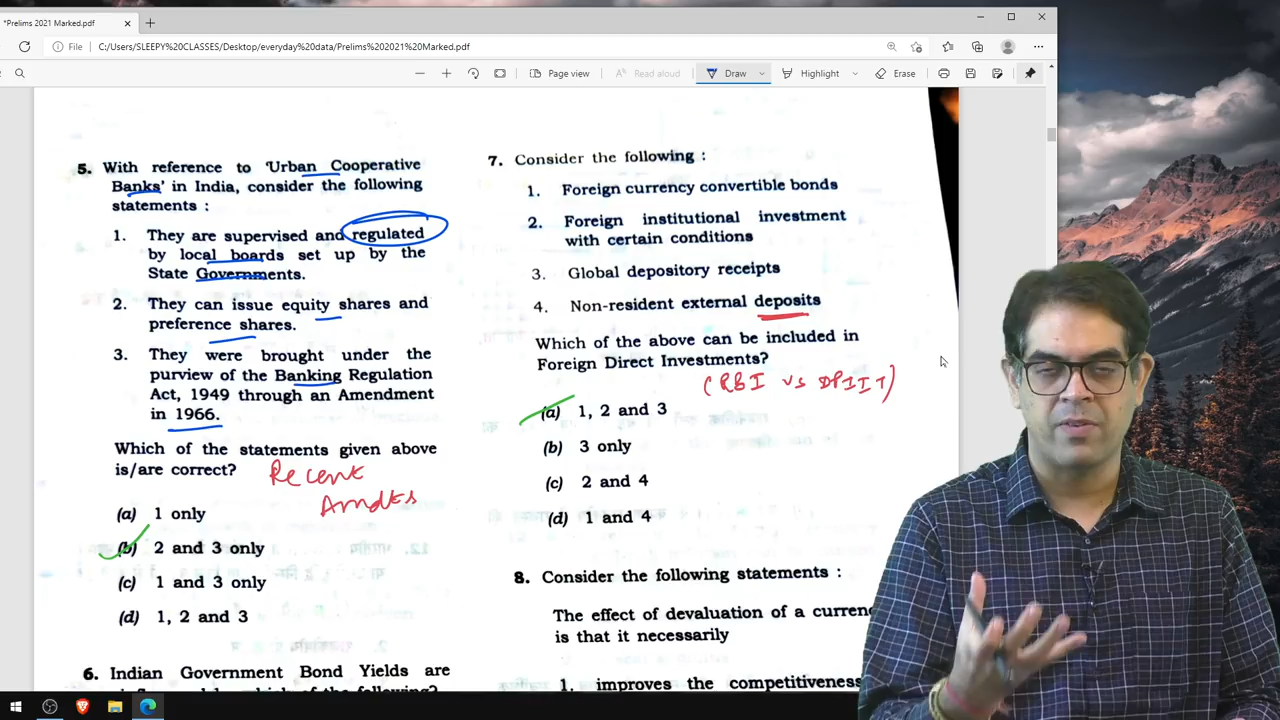 *Prelims 2021 Marked.pdf
File
C:/Users/SLEEPY%20CLASSES/Desktop/everyday%20data/Prelims%202021%20Marked.pdf
Page view
Read aloud
Draw
Highlight
Erase
5. With reference to 'Urban Cooperative
Banks' in India, consider the following
statements :
1. They are supervised and regulated
by local boards set up by the
State Governments.
2. They can issue equity shares and
preference shares.
3. They were brought under the
purview of the Banking Regulation
Act, 1949 through an Amendment
in 1966.
Which of the statements given above
is/are correct?
Recent
Amdts
(a) 1 only
(b) 2 and 3 only
(c) 1 and 3 only
(d) 1, 2 and 3
6. Indian Government Bond Yields are
7. Consider the following :
1. Foreign currency convertible bonds
2. Foreign institutional investment
with certain conditions
3. Global depository receipts
4. Non-resident external deposits
Which of the above can be included in
Foreign Direct Investments?
(RBI vs DPIIT)
(a) 1, 2 and 3
(b) 3 only
(c) 2 and 4
(d) 1 and 4
8. Consider the following statements :
The effect of devaluation of a curren
is that it necessarily
1. improves the competitiveness